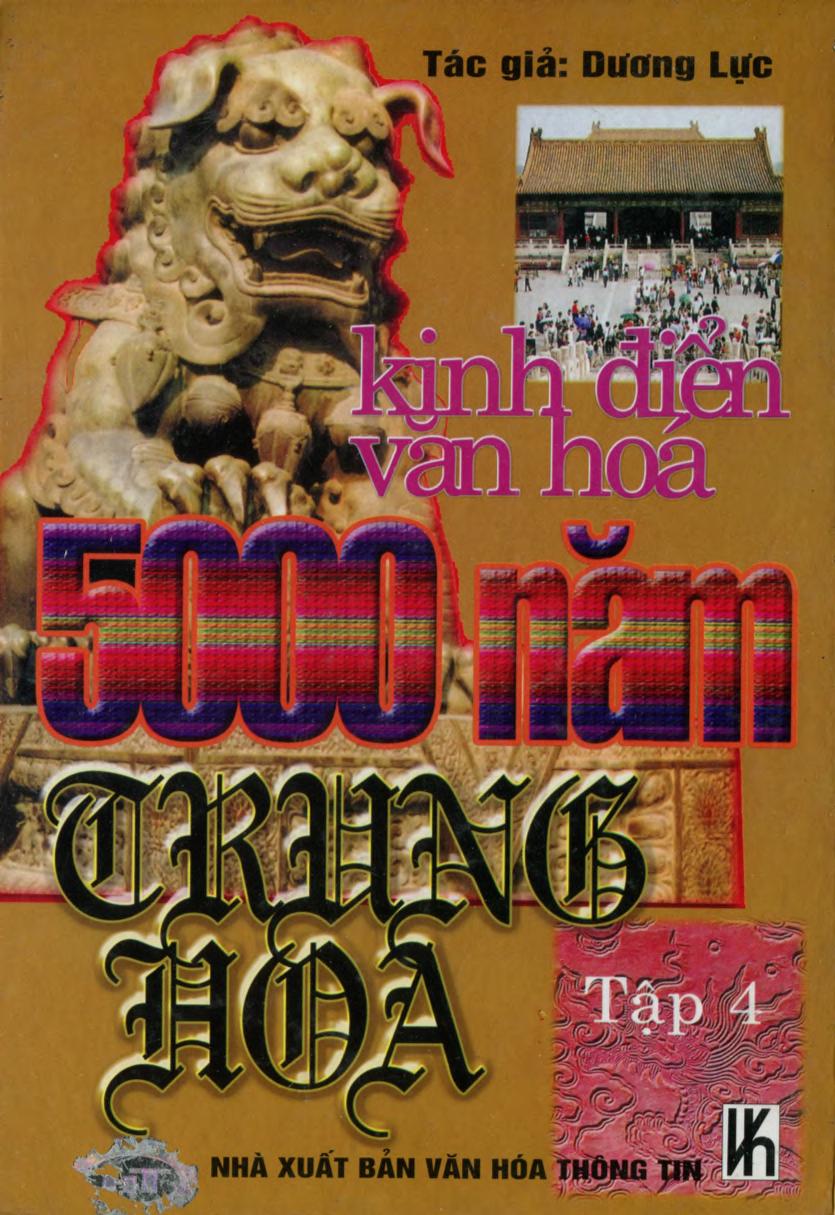 Tác giả: Dương Lực
kinh điển
văn hoá
5000 năm
TRUNG
HOA
Tập 4
NHÀ XUẤT BẢN VĂN HÓA THÔNG TIN